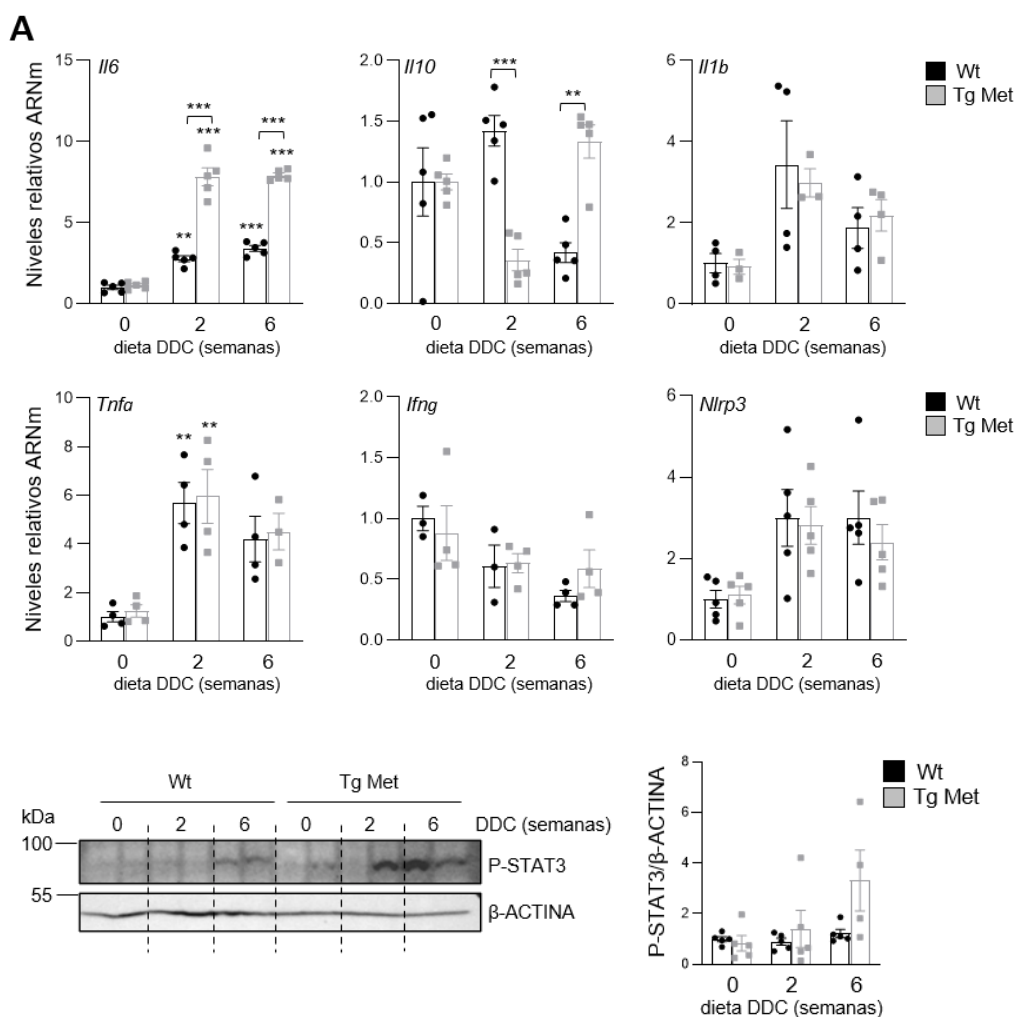 A
Il6
Il10
Il1b
Wt
Tg Met
Niveles relativos ARNm
15
10
5
0
***
***
***
***
**
***
0 2 6
dieta DDC (semanas)
2.0
1.5
1.0
0.5
0.0
***
**
0 2 6
dieta DDC (semanas)
6
4
2
0
0 2 6
dieta DDC (semanas)
Tnfa
Ifng
Nlrp3
Wt
Tg Met
Niveles relativos ARNm
10
8
6
4
2
0
** **
0 2 6
dieta DDC (semanas)
2.0
1.5
1.0
0.5
0.0
0 2 6
dieta DDC (semanas)
6
4
2
0
0 2 6
dieta DDC (semanas)
Wt Tg Met
kDa
0 2 6 0 2 6 DDC (semanas)
100
P-STAT3
55
β-ACTINA
P-STAT3/β-ACTINA
8
6
4
2
0
Wt
Tg Met
0 2 6
dieta DDC (semanas)